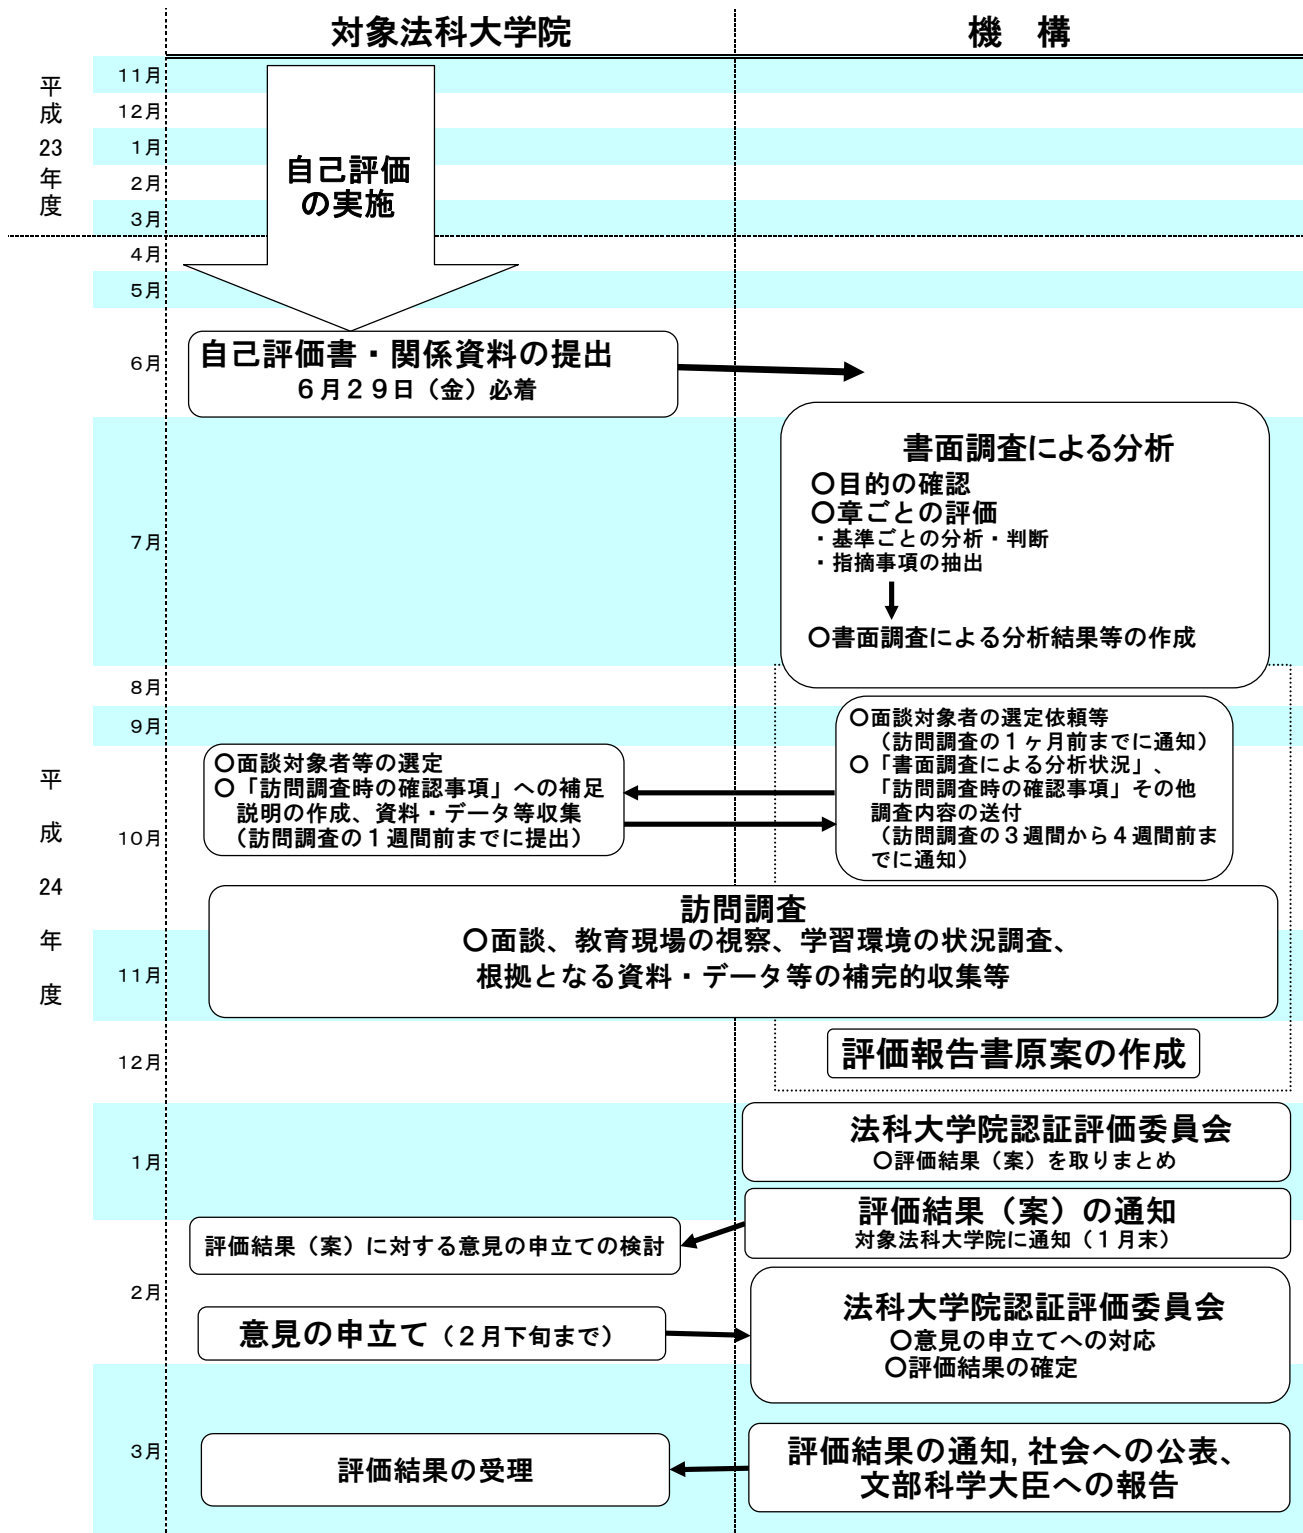 対象法科大学院
機　構
平成23年度
11月
12月
1月
2月
3月
自己評価
の実施
平成24年度
4月
5月
6月
自己評価書・関係資料の提出
6月29日（金）必着
7月
書面調査による分析
○目的の確認
○章ごとの評価
・基準ごとの分析・判断
・指摘事項の抽出
○書面調査による分析結果等の作成
8月
9月
○面談対象者の選定依頼等
（訪問調査の1ヶ月前までに通知）
○「書面調査による分析状況」、
「訪問調査時の確認事項」その他
調査内容の送付
（訪問調査の3週間から4週間前ま
でに通知）
○面談対象者等の選定
○「訪問調査時の確認事項」への補足
説明の作成、資料・データ等収集
（訪問調査の1週間前までに提出）
10月
訪問調査
○面談、教育現場の視察、学習環境の状況調査、
根拠となる資料・データ等の補完的収集等
11月
12月
評価報告書原案の作成
1月
法科大学院認証評価委員会
○評価結果（案）を取りまとめ
評価結果（案）の通知
対象法科大学院に通知（1月末）
評価結果（案）に対する意見の申立ての検討
2月
意見の申立て（2月下旬まで）
法科大学院認証評価委員会
○意見の申立てへの対応
○評価結果の確定
3月
評価結果の通知,社会への公表、
文部科学大臣への報告
評価結果の受理